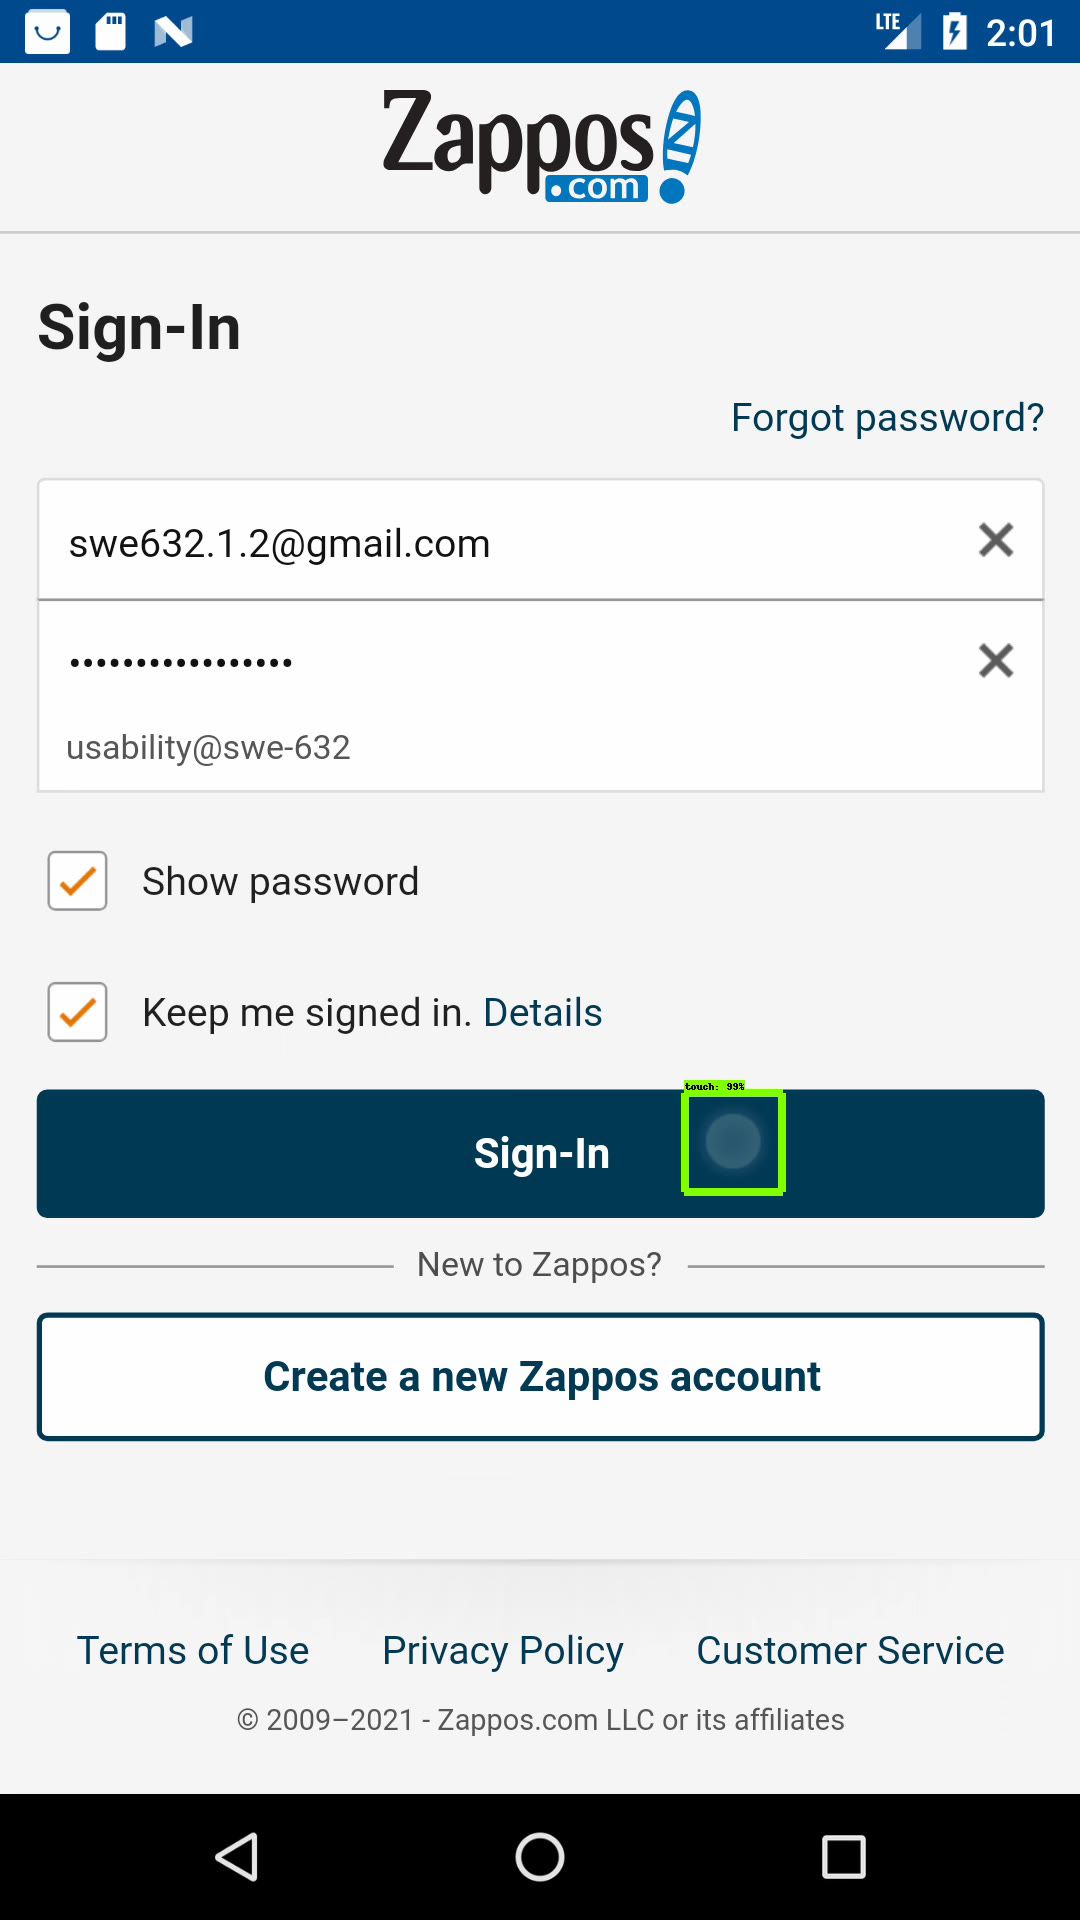 LTE 2:01
Zappos
.com
Sign-In
Forgot password?
swe632.1.2@gmail.com
•••••••••••••••••
usability@swe-632
Show password
Keep me signed in. Details
touch: 99%
Sign-In
New to Zappos?
Create a new Zappos account
Terms of Use Privacy Policy Customer Service
© 2009–2021 - Zappos.com LLC or its affiliates